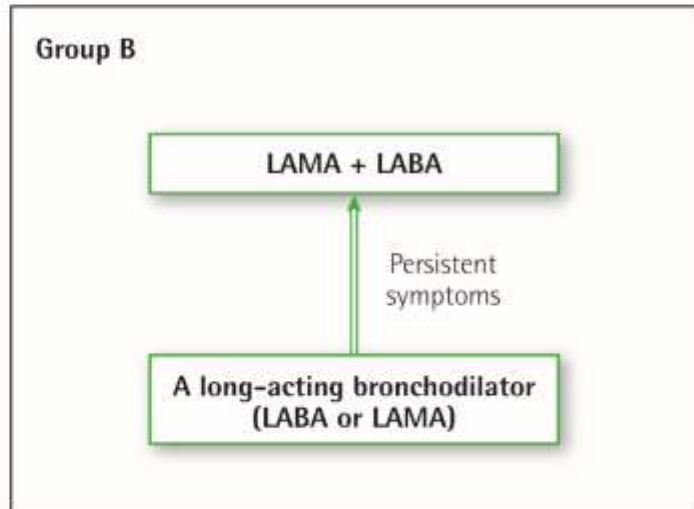 Group B
LAMA + LABA
Persistent
symptoms
A long-acting bronchodilator
(LABA or LAMA)